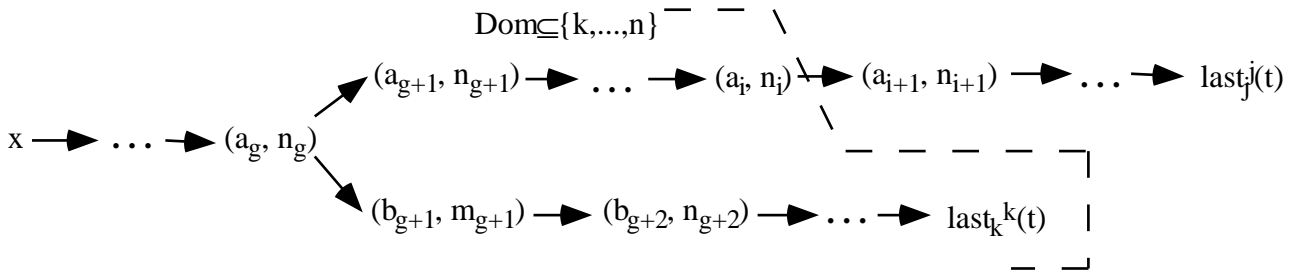 Dom⊆{k,...,n}
(a_{g+1}, n_{g+1}) ... (a_i, n_i) (a_{i+1}, n_{i+1}) ... last_j^j(t)
x ... (a_g, n_g)
(b_{g+1}, m_{g+1}) (b_{g+2}, n_{g+2}) ... last_k^k(t)